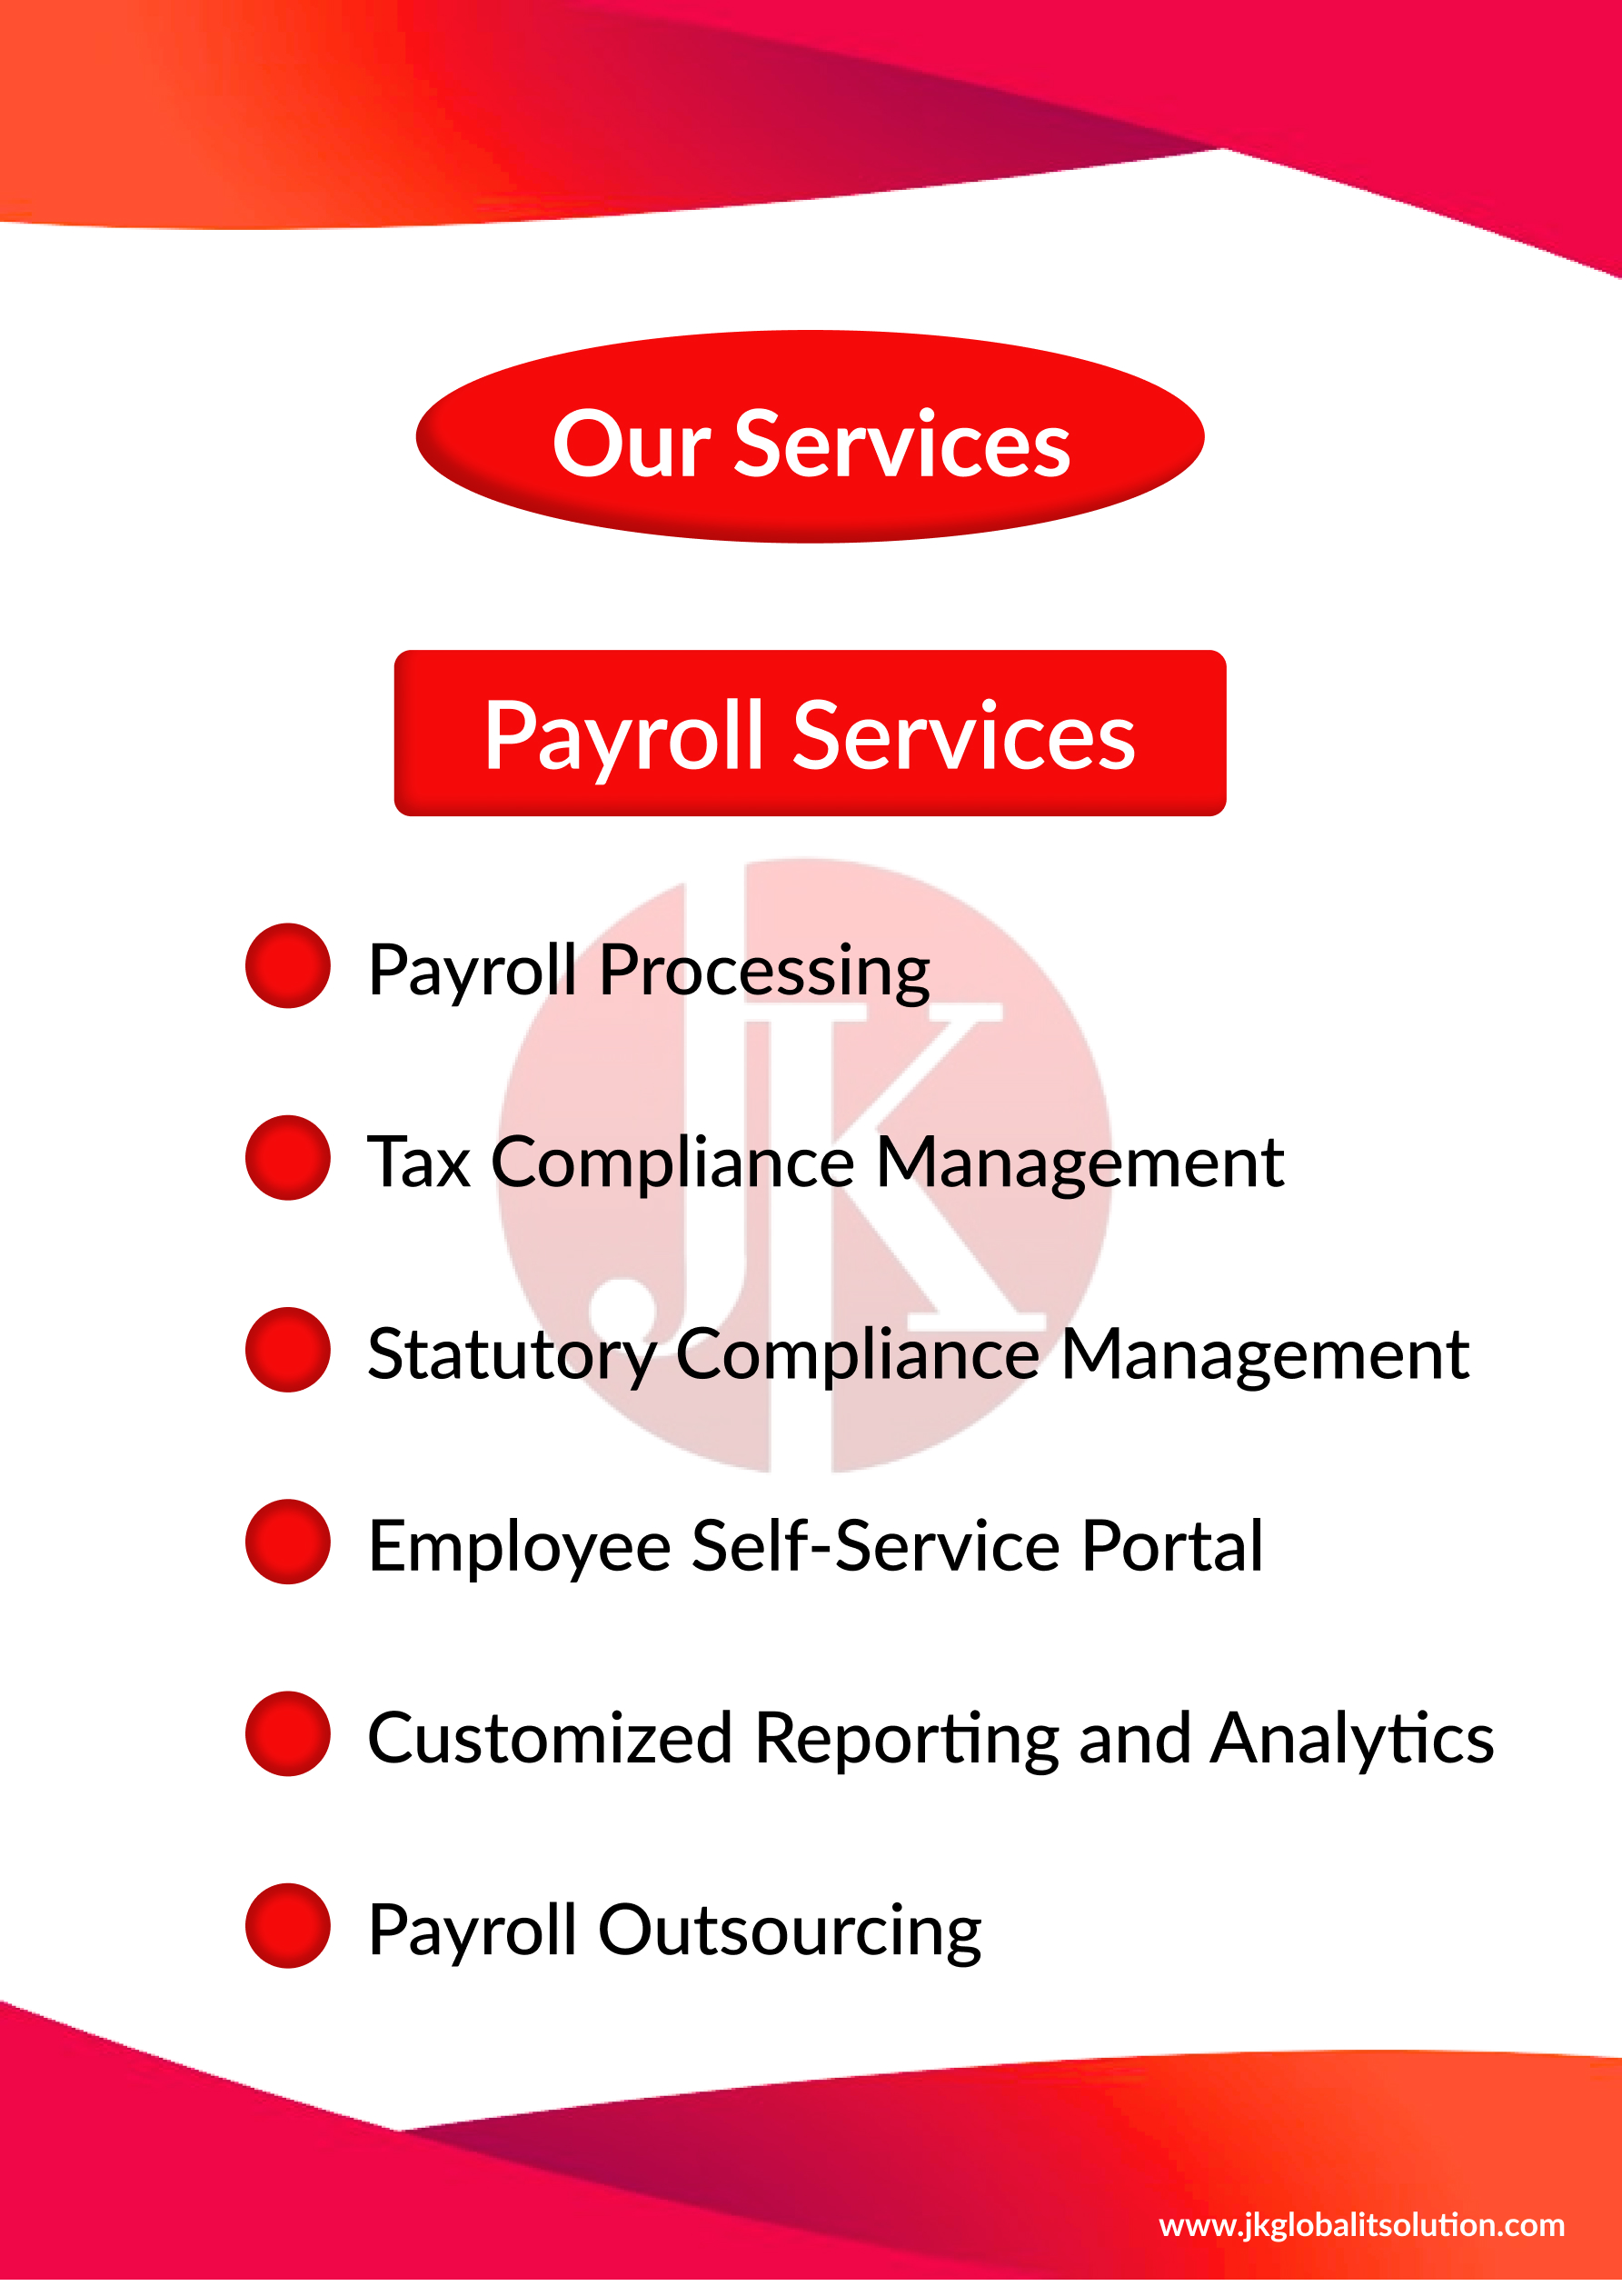 Our Services
Payroll Services
Payroll Processing
JK
Tax Compliance Management
Statutory Compliance Management
Employee Self-Service Portal
Customized Reporting and Analytics
Payroll Outsourcing
www.jkglobalitsolution.com